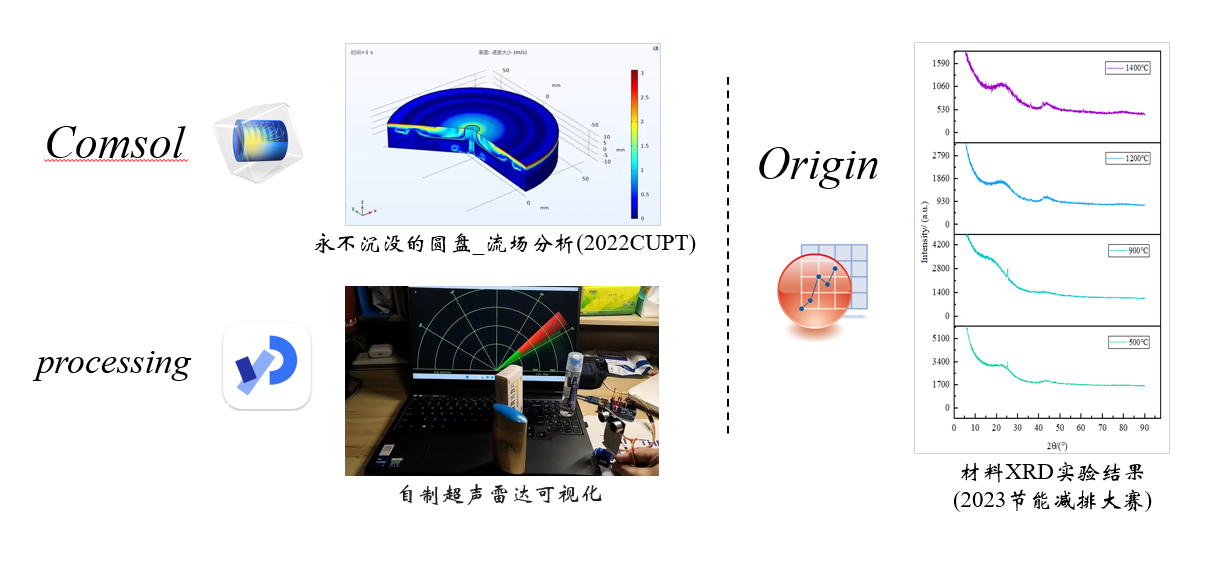 Comsol
时间=1 s
表面: 速度大小 (m/s)
50
mm
0
-50
10
5
0
-5
-10
mm
50
0
mm
z
y
x
3
2.5
2
1.5
1
0.5
0
永不沉没的圆盘_流场分析(2022CUPT)
processing
自制超声雷达可视化
Origin
Intensity/ (a.u.)
1590
1060
530
0
1400℃
2790
1860
930
0
1200℃
4200
2800
1400
0
900℃
5100
3400
1700
0
500℃
0 10 20 30 40 50 60 70 80 90
2θ/(°)
材料XRD实验结果
(2023节能减排大赛)